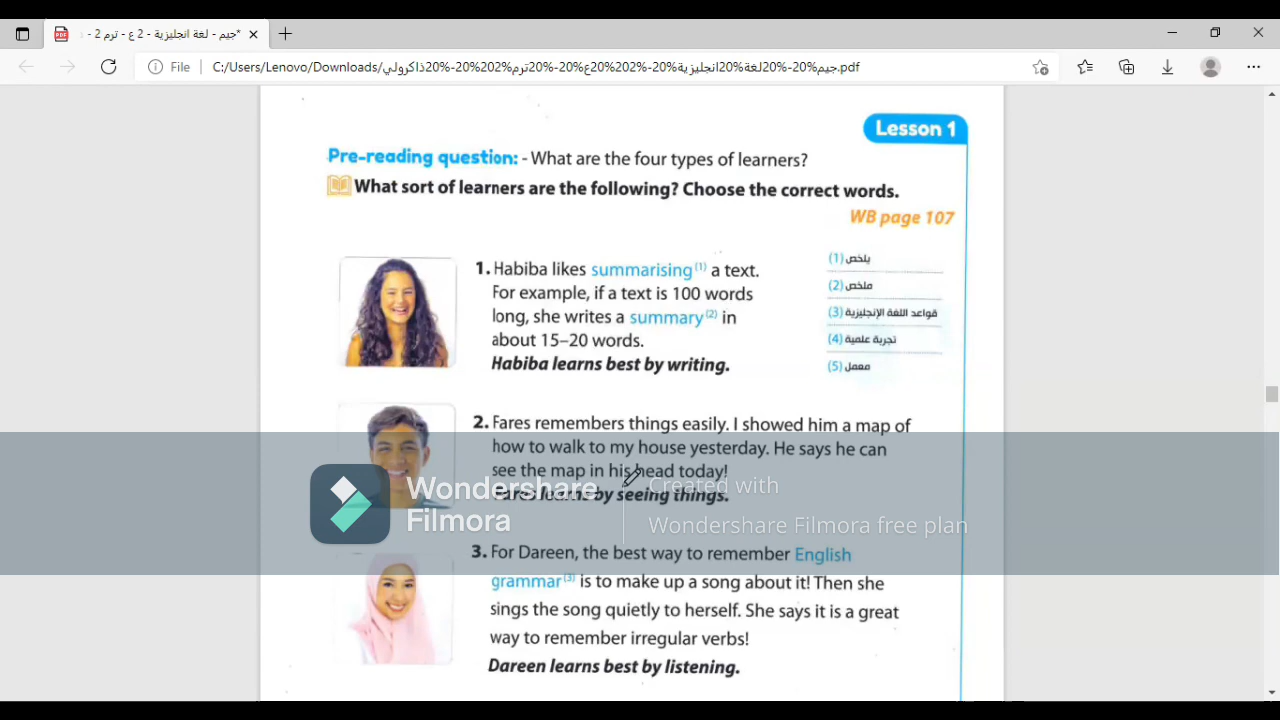 *جيم - لغة انجليزية - 2 ع - ترم 2 -
File
C:/Users/Lenovo/Downloads/جيم%20-%20لغة%20انجليزية%20-%202%20ع%20-%20ترم%202%20-%20ذاكرولي.pdf
Lesson 1
Pre-reading question: - What are the four types of learners?
What sort of learners are the following? Choose the correct words.
WB page 107
1. Habiba likes summarising(1) a text.
For example, if a text is 100 words
long, she writes a summary(2) in
about 15–20 words.
Habiba learns best by writing.
(1) يلخص
(2) ملخص
(3) قواعد اللغة الإنجليزية
(4) تجربة علمية
(5) معمل
2. Fares remembers things easily. I showed him a map of
how to walk to my house yesterday. He says he can
see the map in his head today!
learns by seeing things.
Wondershare
Filmora
Created with
Wondershare Filmora free plan
3. For Dareen, the best way to remember English
grammar(3) is to make up a song about it! Then she
sings the song quietly to herself. She says it is a great
way to remember irregular verbs!
Dareen learns best by listening.